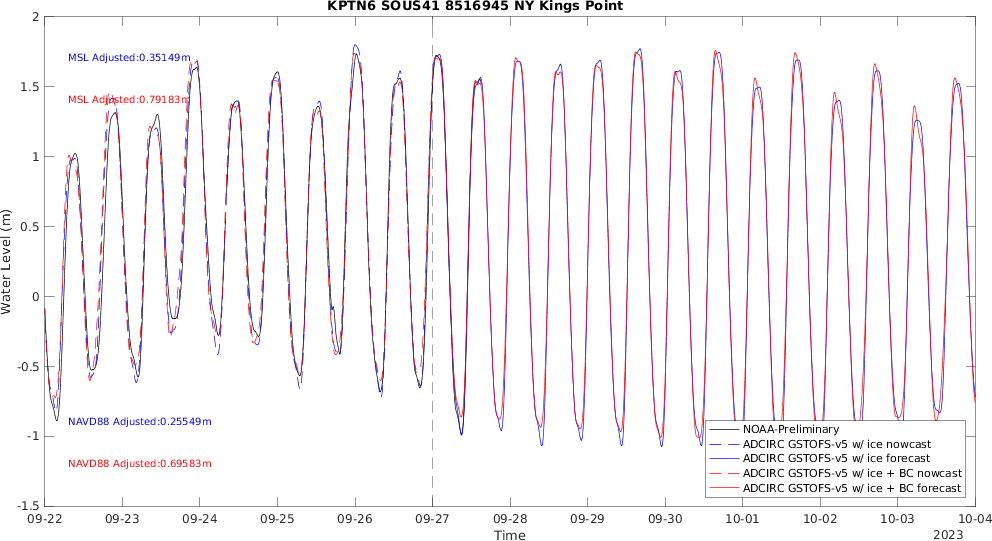 KPTN6 SOUS41 8516945 NY Kings Point
2
1.5
1
0.5
0
-0.5
-1
-1.5
Water Level (m)
MSL Adjusted:0.35149m
MSL Adjusted:0.79183m
NAVD88 Adjusted:0.25549m
NAVD88 Adjusted:0.69583m
NOAA-Preliminary
ADCIRC GSTOFS-v5 w/ ice nowcast
ADCIRC GSTOFS-v5 w/ ice forecast
ADCIRC GSTOFS-v5 w/ ice + BC nowcast
ADCIRC GSTOFS-v5 w/ ice + BC forecast
09-22 09-23 09-24 09-25 09-26 09-27 09-28 09-29 09-30 10-01 10-02 10-03 10-04
Time
2023